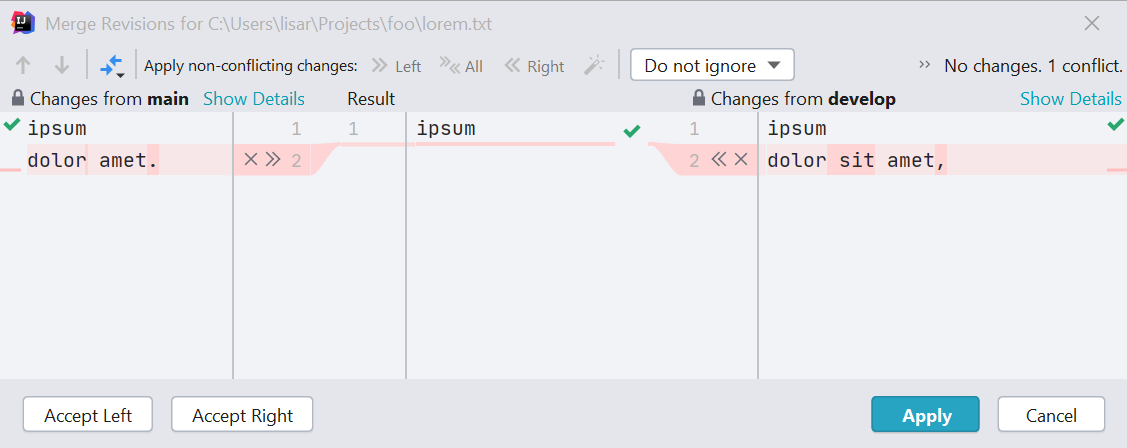 Merge Revisions for C:\Users\lisar\Projects\foo\lorem.txt
Apply non-conflicting changes: Left All Right Do not ignore No changes. 1 conflict.
Changes from main Show Details Result Changes from develop Show Details
ipsum 1 1 ipsum 1 ipsum
dolor amet. 2 2 dolor sit amet,
Accept Left Accept Right Apply Cancel